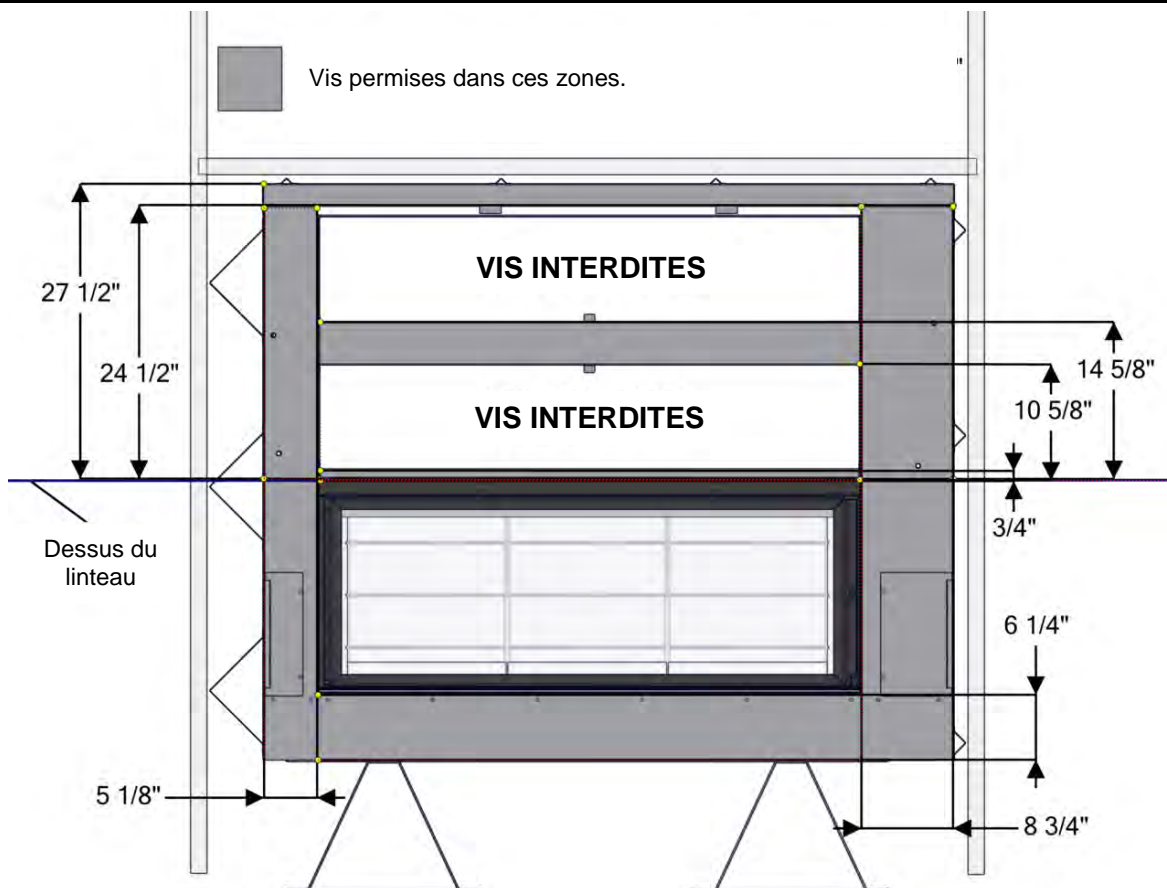 Vis permises dans ces zones.
"
VIS INTERDITES
27 1/2"
24 1/2"
14 5/8"
10 5/8"
VIS INTERDITES
3/4"
Dessus du
linteau
6 1/4"
5 1/8"
8 3/4"